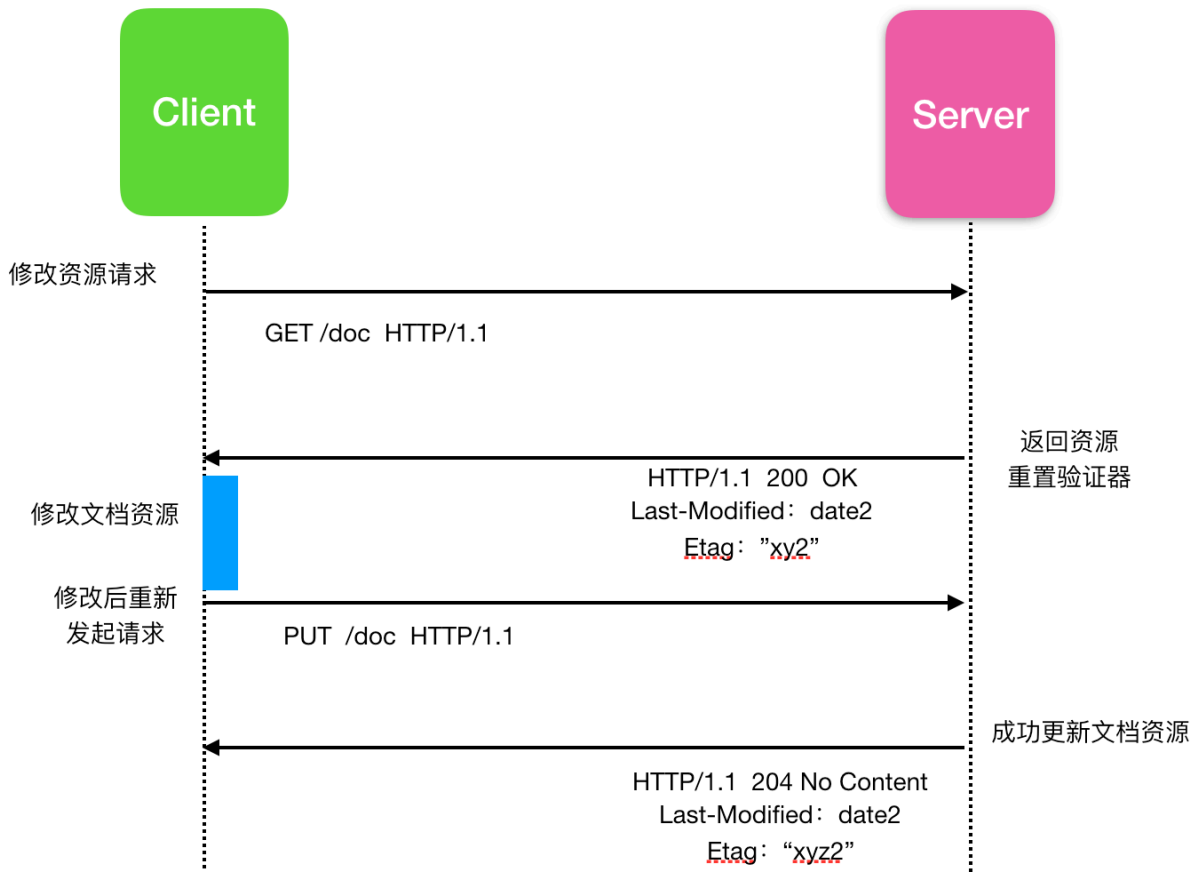 Client
Server
修改资源请求
GET /doc  HTTP/1.1
返回资源
重置验证器
HTTP/1.1  200  OK
Last-Modified：date2
Etag：”xy2”
修改文档资源
修改后重新
发起请求
PUT  /doc  HTTP/1.1
成功更新文档资源
HTTP/1.1  204 No Content
Last-Modified：date2
Etag：“xyz2”